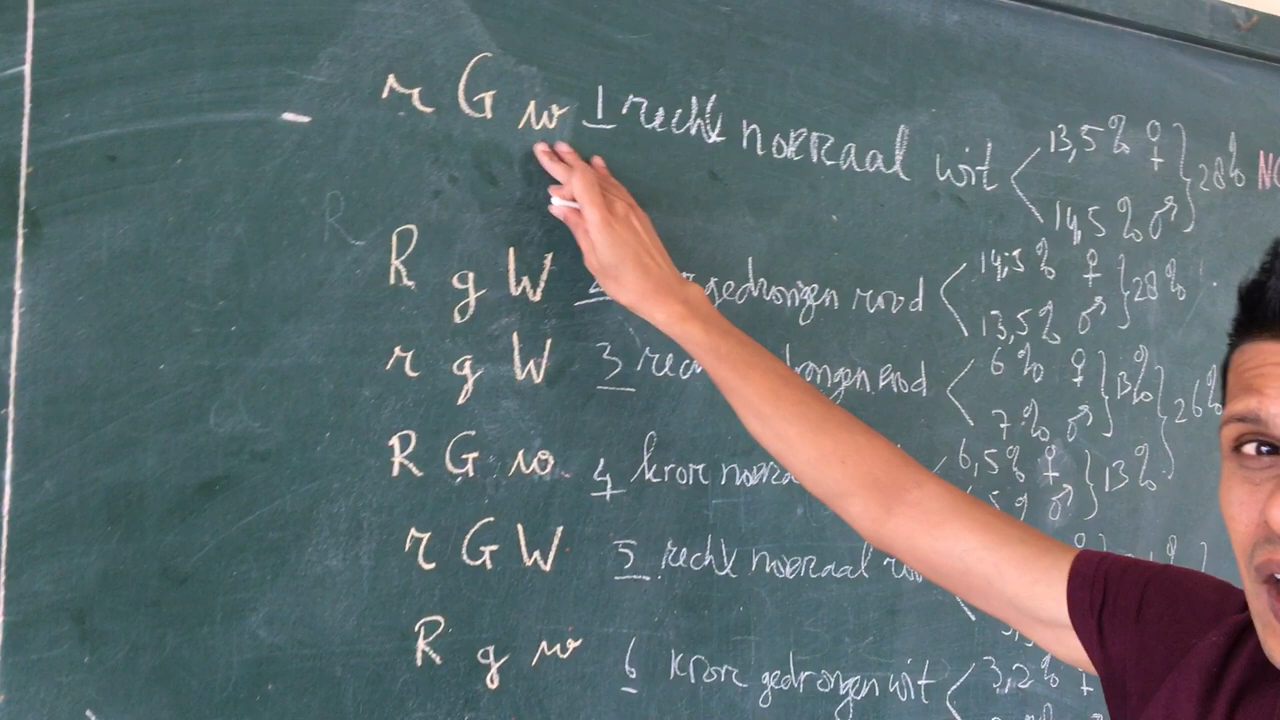 r G w 1 recht normaal wit 13,5% ♀ 28%
14,5% ♂
R
R g W gedrongen rood 14,5% ♀ 28%
13,5% ♂
r g W 3 6% ♀ 13% 26%
7% ♂
R G w 4 krom 6,5% ♀ 13%
r G W 5 recht normaal
R g w 6 krom gedrongen wit 3,2%